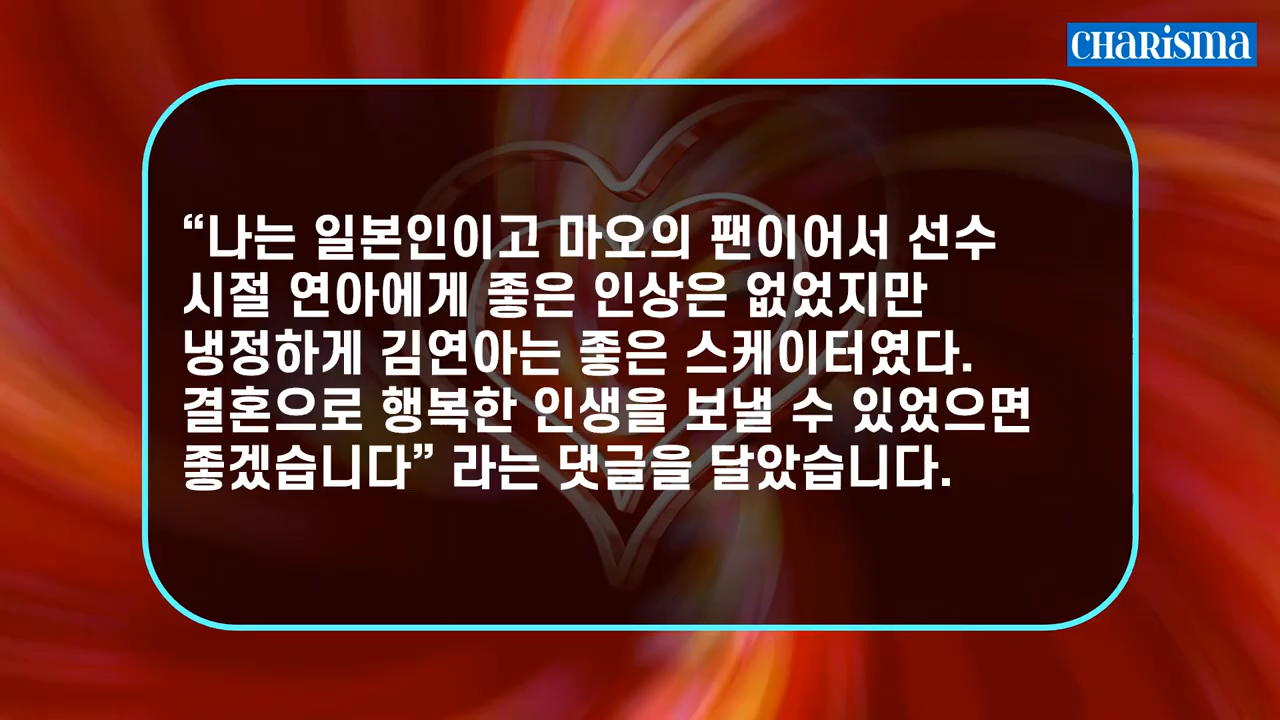 CHARiSMA
“나는 일본인이고 마오의 팬이어서 선수
시절 연아에게 좋은 인상은 없었지만
냉정하게 김연아는 좋은 스케이터였다.
결혼으로 행복한 인생을 보낼 수 있었으면
좋겠습니다” 라는 댓글을 달았습니다.